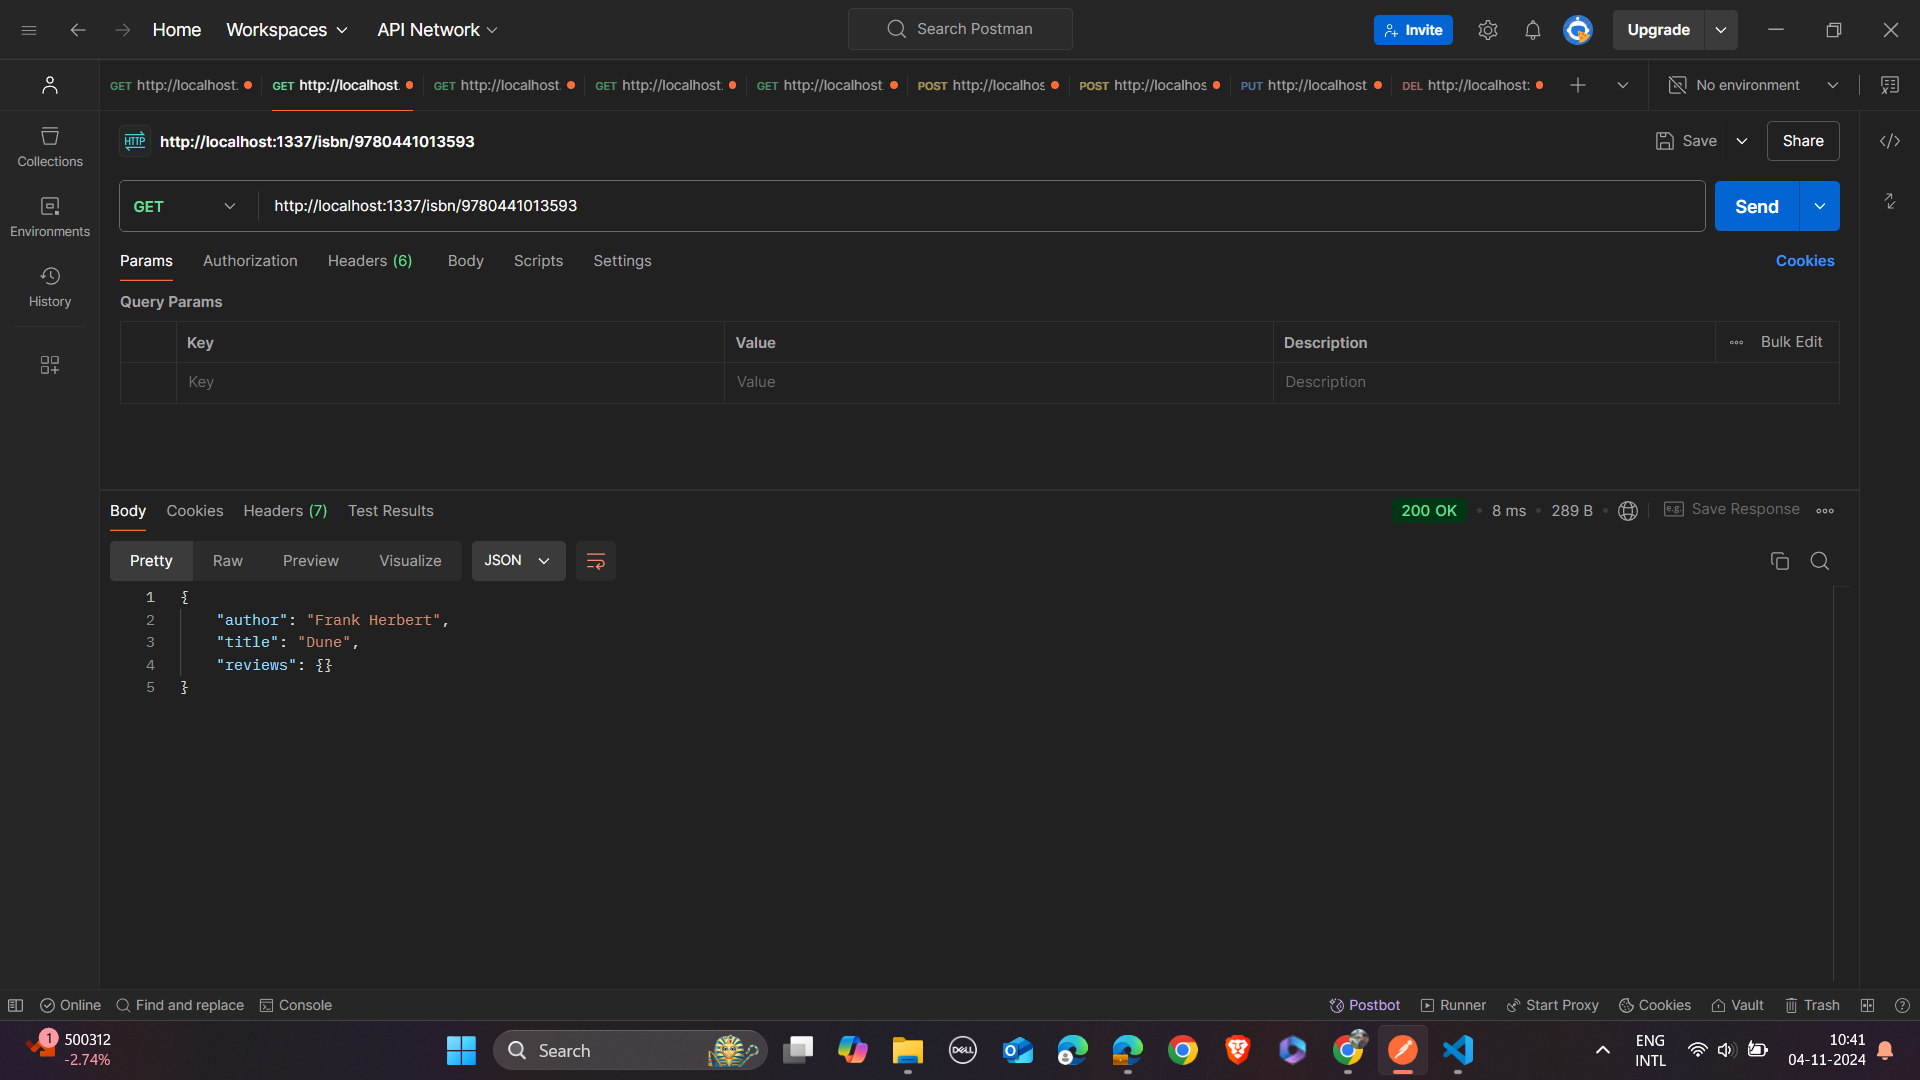 Home Workspaces API Network Search Postman Invite Upgrade
GET http://localhost. GET http://localhost. GET http://localhost. GET http://localhost. GET http://localhost. POST http://localhos POST http://localhos PUT http://localhost DEL http://localhost: No environment
HTTP http://localhost:1337/isbn/9780441013593 Save Share
Collections
GET http://localhost:1337/isbn/9780441013593 Send
Environments
Params Authorization Headers (6) Body Scripts Settings Cookies
History
Query Params
Key Value Description Bulk Edit
Key Value Description
Body Cookies Headers (7) Test Results 200 OK 8 ms 289 B e.g. Save Response
Pretty Raw Preview Visualize JSON
1 {
2 "author": "Frank Herbert",
3 "title": "Dune",
4 "reviews": {}
5 }
Online Find and replace Console Postbot Runner Start Proxy Cookies Vault Trash
1 500312
-2.74%
Search
DELL
ENG
INTL
10:41
04-11-2024